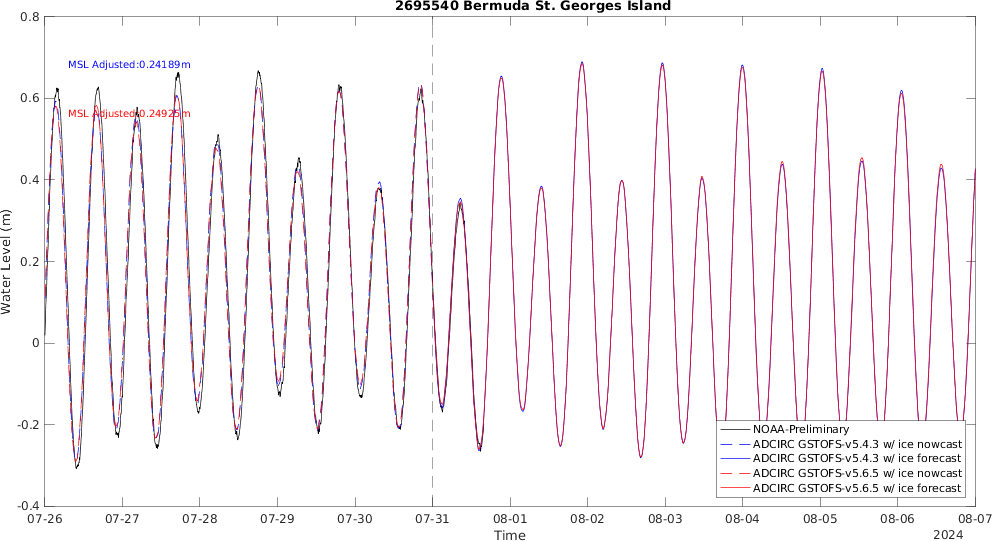 2695540 Bermuda St. Georges Island
0.8
MSL Adjusted:0.24189m
0.6
MSL Adjusted:0.24925m
0.4
Water Level (m)
0.2
0
-0.2
NOAA-Preliminary
ADCIRC GSTOFS-v5.4.3 w/ ice nowcast
ADCIRC GSTOFS-v5.4.3 w/ ice forecast
ADCIRC GSTOFS-v5.6.5 w/ ice nowcast
ADCIRC GSTOFS-v5.6.5 w/ ice forecast
-0.4
07-26 07-27 07-28 07-29 07-30 07-31 08-01 08-02 08-03 08-04 08-05 08-06 08-07
Time
2024